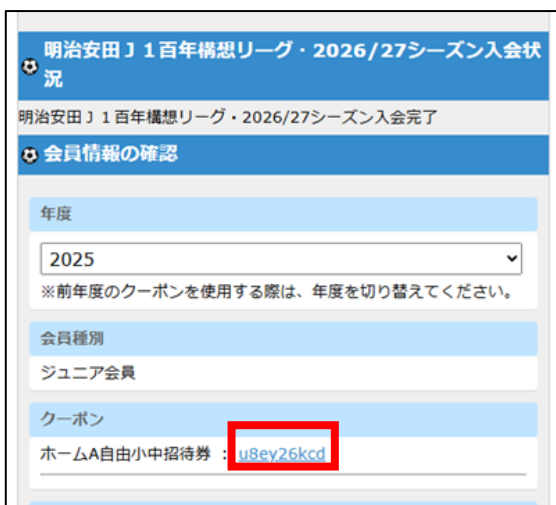 明治安田J1百年構想リーグ・2026/27シーズン入会状
況
明治安田J1百年構想リーグ・2026/27シーズン入会完了
会員情報の確認
年度
2025
※前年度のクーポンを使用する際は、年度を切り替えてください。
会員種別
ジュニア会員
クーポン
ホームA自由小中招待券 : u8ey26kcd